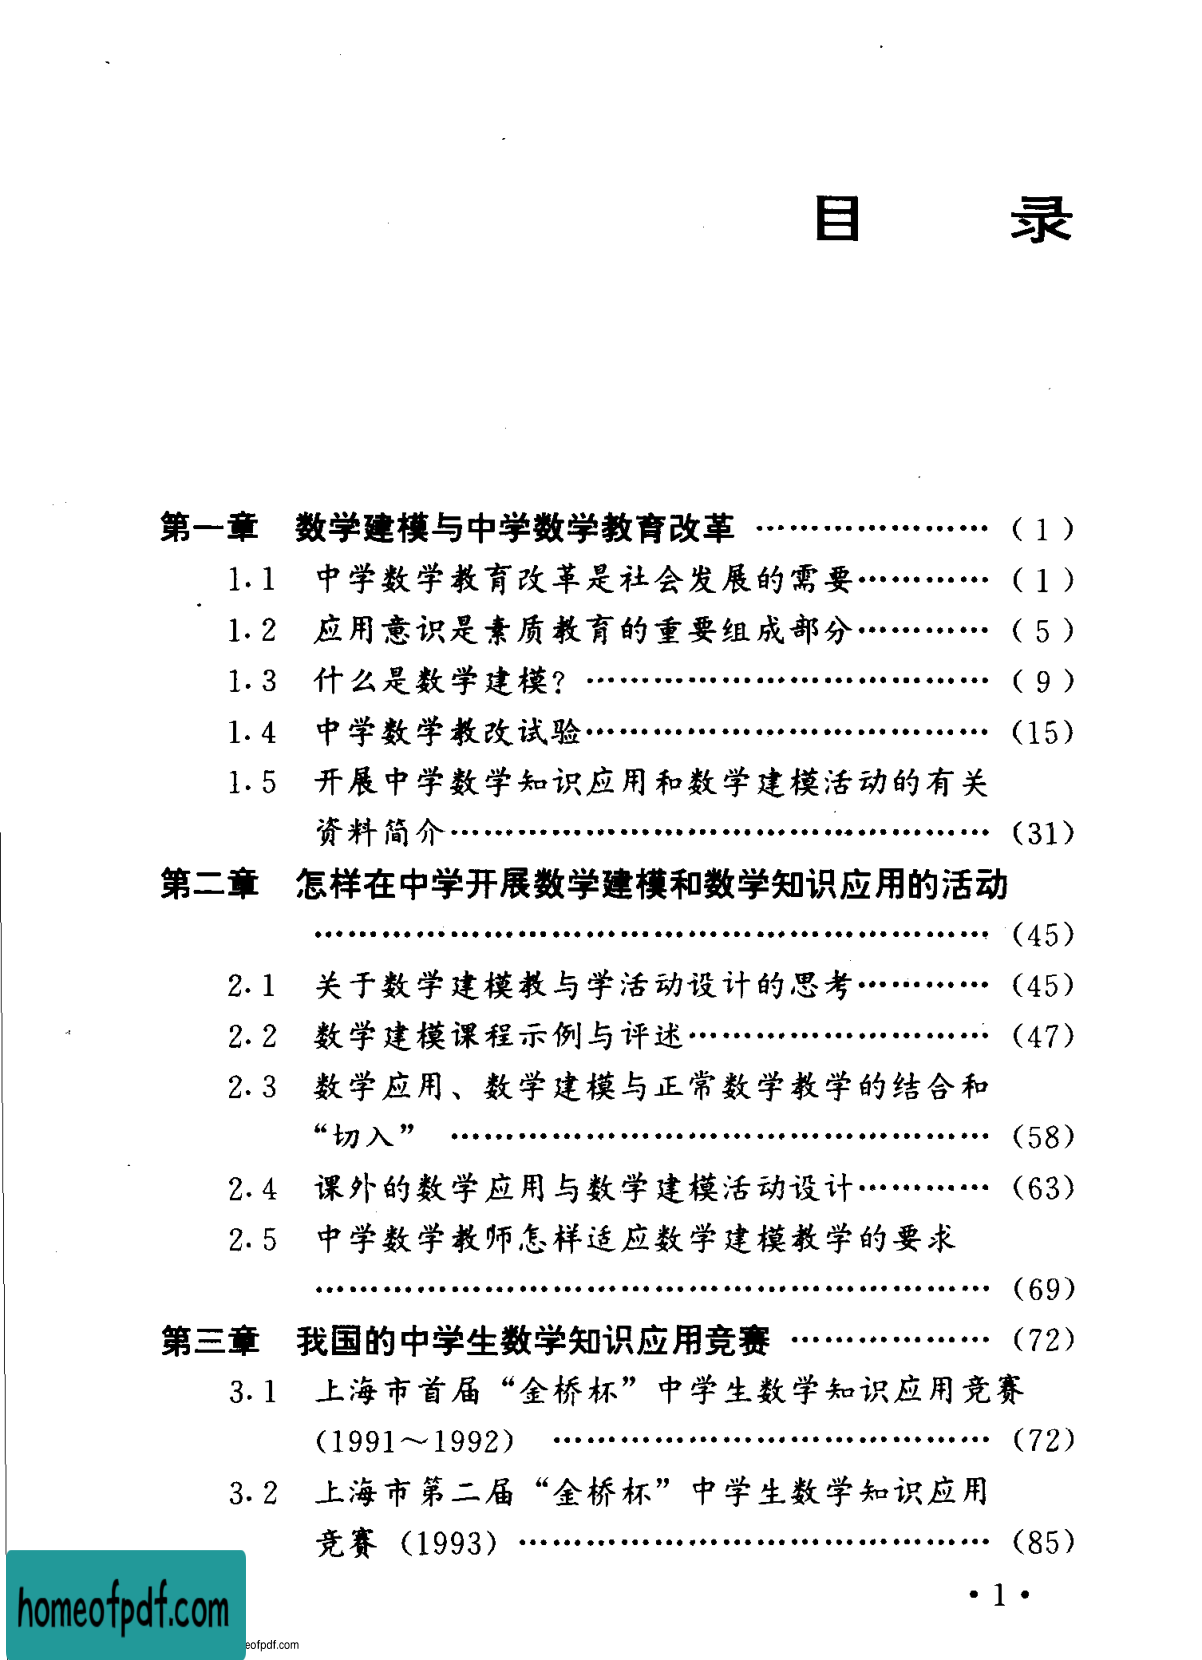 目 录
第一章 数学建模与中学数学教育改革 ………………… ( 1 )
1.1 中学数学教育改革是社会发展的需要………… ( 1 )
1.2 应用意识是素质教育的重要组成部分………… ( 5 )
1.3 什么是数学建模? ……………………………… ( 9 )
1.4 中学数学教改试验……………………………… (15)
1.5 开展中学数学知识应用和数学建模活动的有关
资料简介………………………………………… (31)
第二章 怎样在中学开展数学建模和数学知识应用的活动
…………………………………………………… (45)
2.1 关于数学建模教与学活动设计的思考………… (45)
2.2 数学建模课程示例与评述……………………… (47)
2.3 数学应用、数学建模与正常数学教学的结合和
“切入” ………………………………………… (58)
2.4 课外的数学应用与数学建模活动设计………… (63)
2.5 中学数学教师怎样适应数学建模教学的要求
…………………………………………………… (69)
第三章 我国的中学生数学知识应用竞赛 ……………… (72)
3.1 上海市首届“金桥杯”中学生数学知识应用竞赛
(1991～1992) ………………………………… (72)
3.2 上海市第二届“金桥杯”中学生数学知识应用
竞赛 (1993) …………………………………… (85)
· 1 ·
homeofpdf.com
eofpdf.com